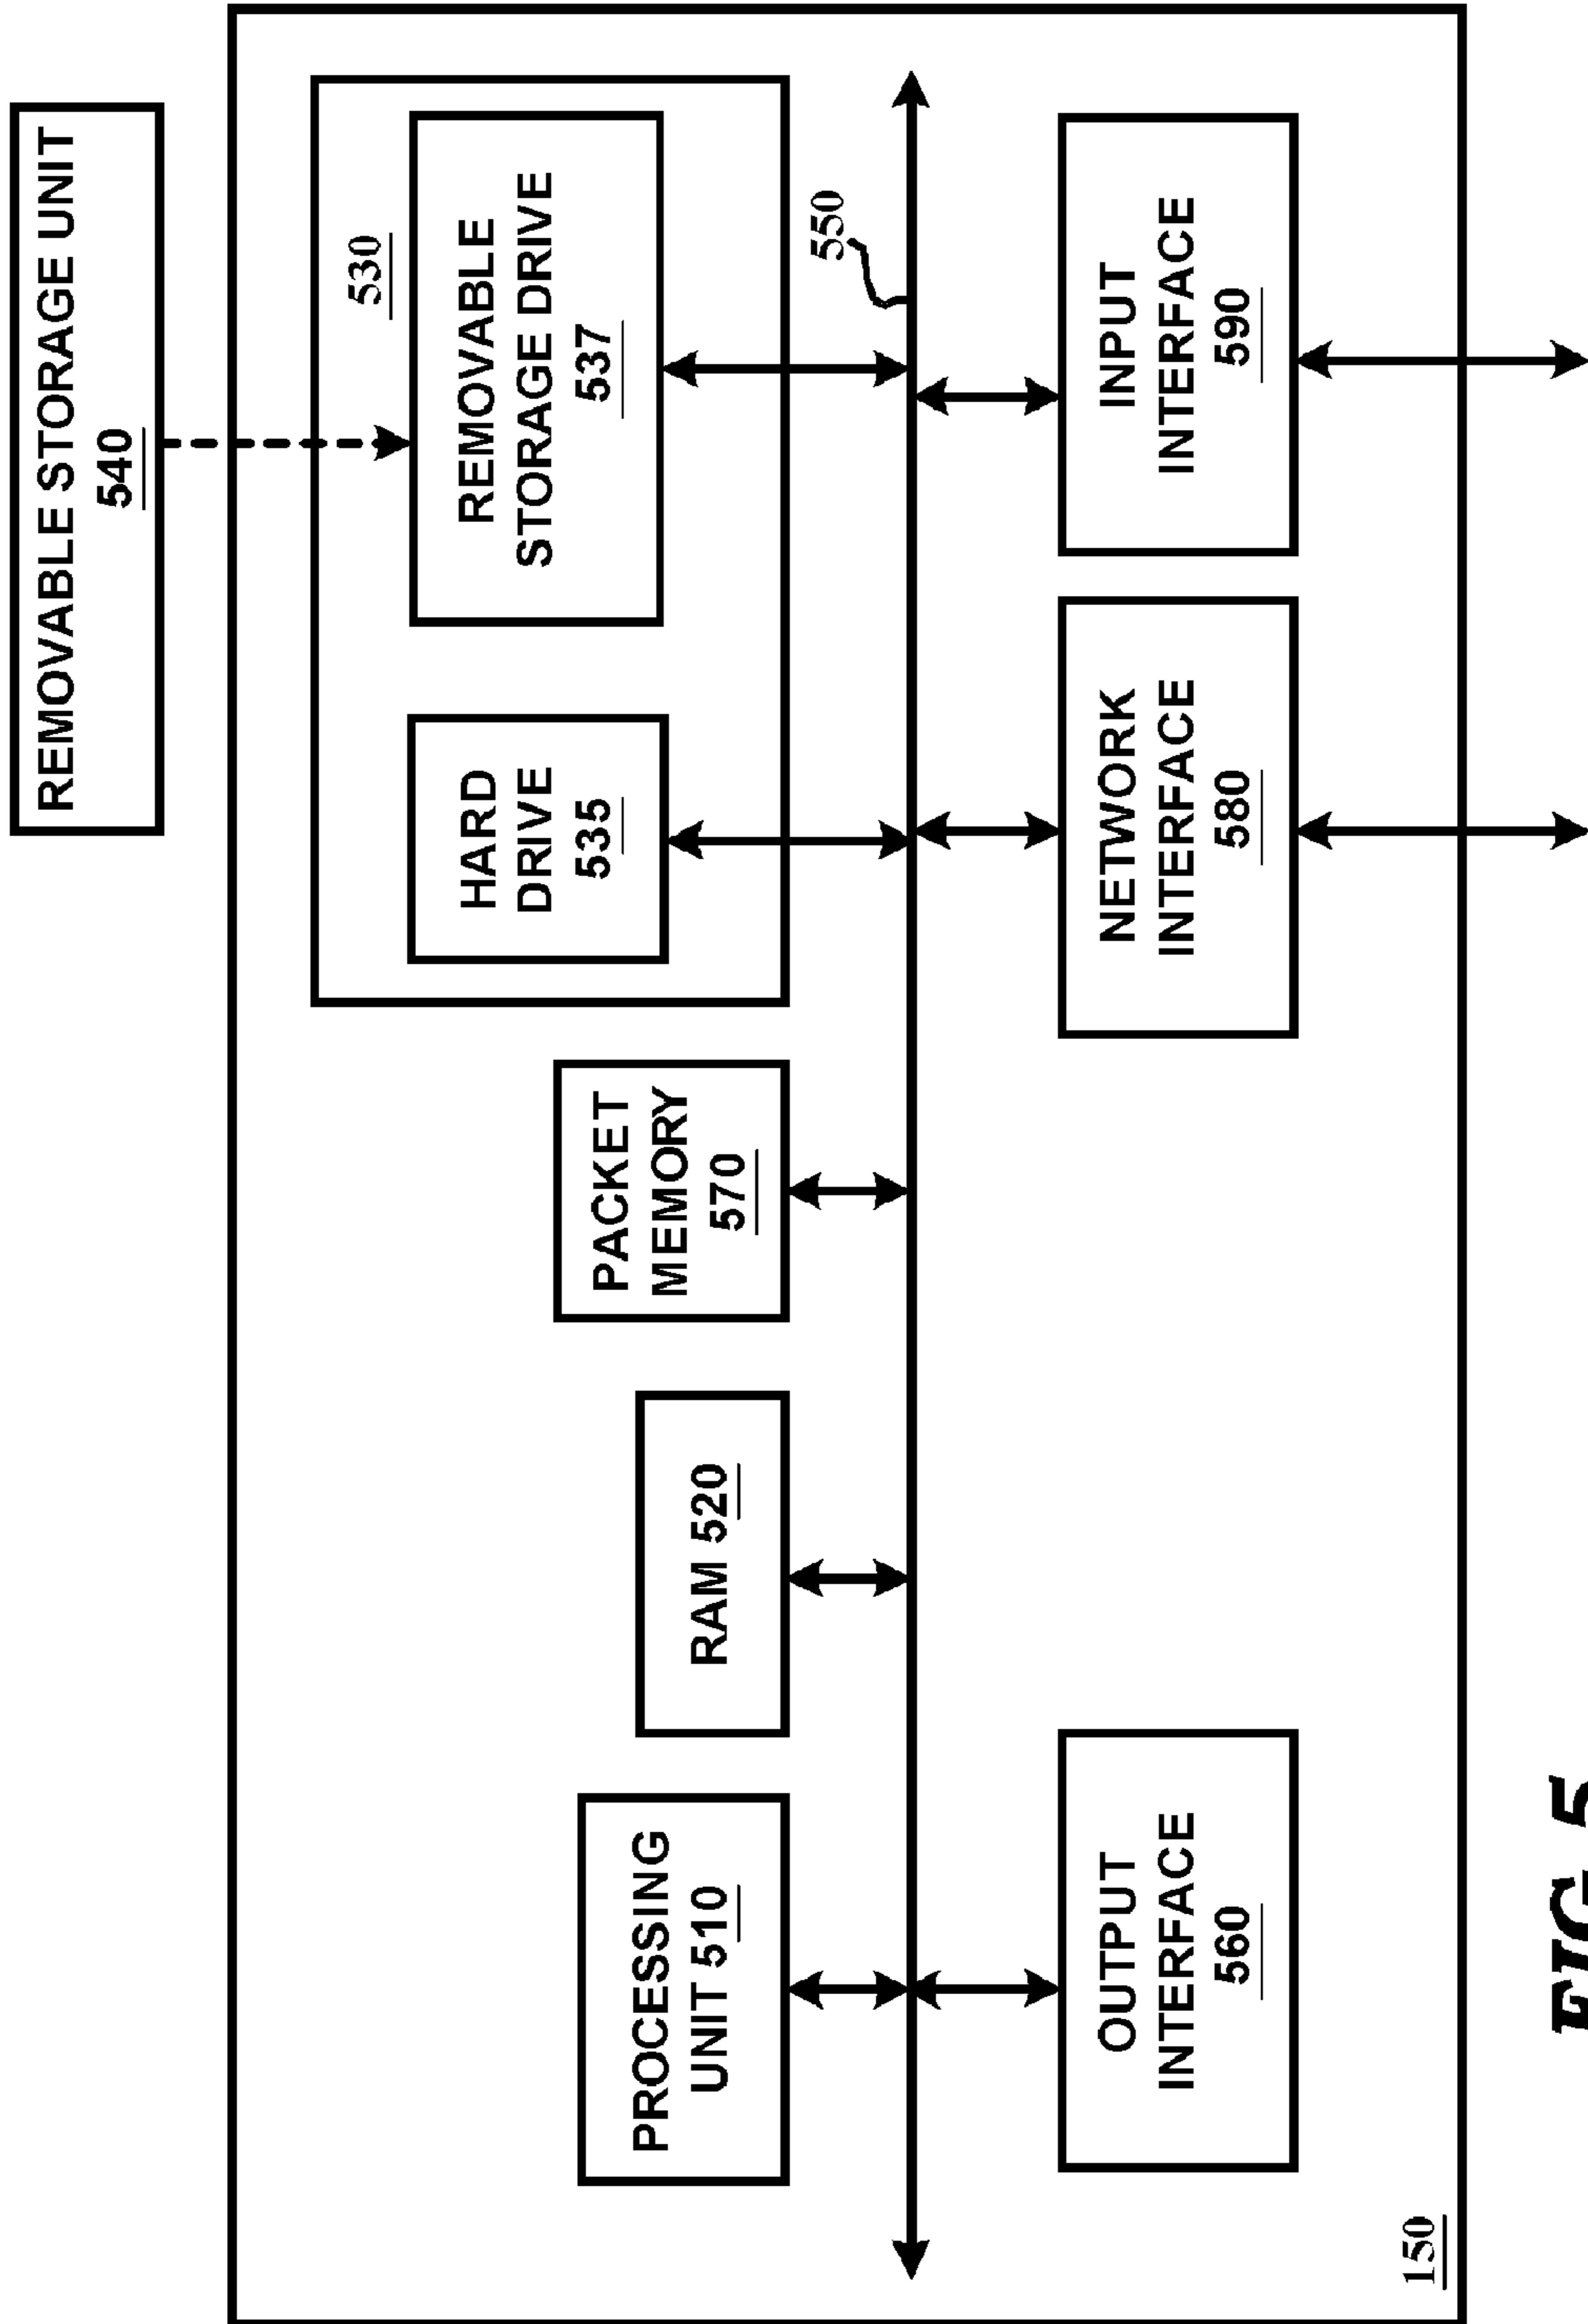 REMOVABLE STORAGE UNIT
540
530
HARD
DRIVE
535
REMOVABLE
STORAGE DRIVE
537
PACKET
MEMORY
570
RAM 520
PROCESSING
UNIT 510
550
OUTPUT
INTERFACE
560
NETWORK
INTERFACE
580
INPUT
INTERFACE
590
150
FIG. 5